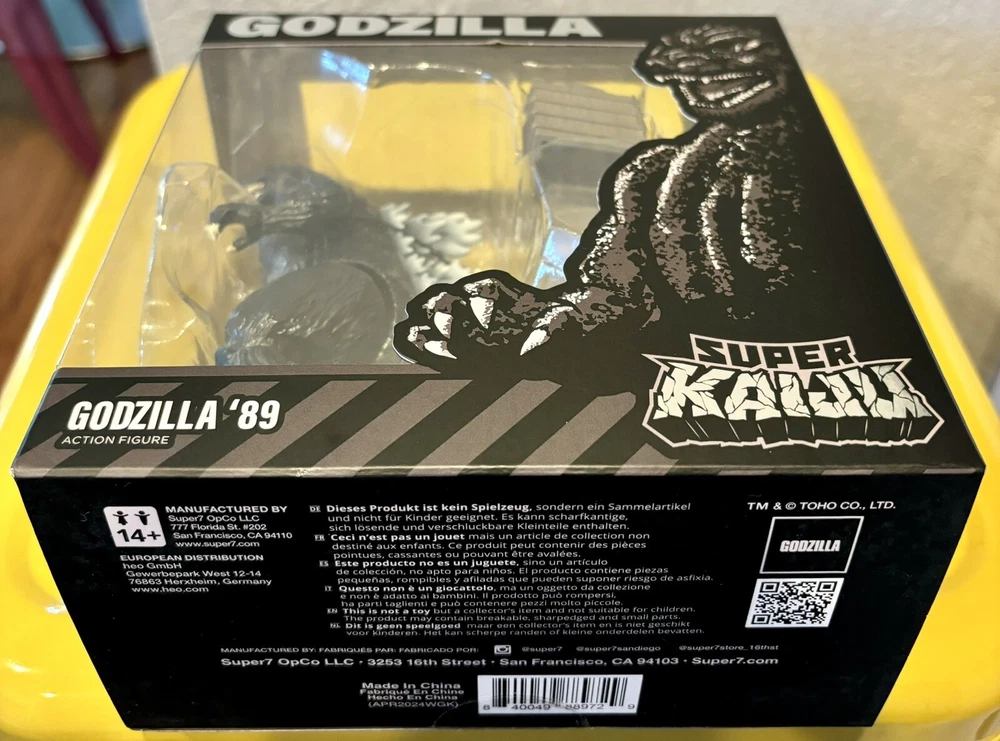 GODZILLA
SUPER
KAIJU
GODZILLA '89
ACTION FIGURE
14+
MANUFACTURED BY
Super7 OpCo LLC
777 Florida St. #202
San Francisco, CA 94110
www.super7.com
EUROPEAN DISTRIBUTION
heo GmbH
Gewerbepark West 12-14
76863 Herxheim, Germany
www.heo.com
DE Dieses Produkt ist kein Spielzeug, sondern ein Sammelartikel
und nicht für Kinder geeignet. Es kann scharfkantige,
sich lösende und verschluckbare Kleinteile enthalten.
FR Ceci n'est pas un jouet mais un article de collection non
destiné aux enfants. Ce produit peut contenir des pièces
pointues, cassantes ou pouvant être avalées.
ES Este producto no es un juguete, sino un artículo
de colección, no apto para niños. El producto contiene piezas
pequeñas, rompibles y afiladas que pueden suponer riesgo de asfixia.
IT Questo non è un giocattolo, ma un oggetto da collezione
e non è adatto ai bambini. Il prodotto può rompersi,
ha parti taglienti e può contenere pezzi molto piccole.
EN This is not a toy but a collector's item and not suitable for children.
The product may contain breakable, sharpedged and small parts.
NL Dit is geen speelgoed maar een collector's item en is niet geschikt
voor kinderen. Het kan scherpe randen of kleine onderdelen bevatten.
TM & © TOHO CO., LTD.
GODZILLA
MANUFACTURED BY: FABRIQUÉS PAR: FABRICADO POR:
@super7 @super7sandiego @super7store_16thst
Super7 OpCo LLC · 3253 16th Street · San Francisco, CA 94103 · Super7.com
Made In China
Fabriqué En Chine
Hecho En China
(APR2024WGK)
8 40049 88972 9